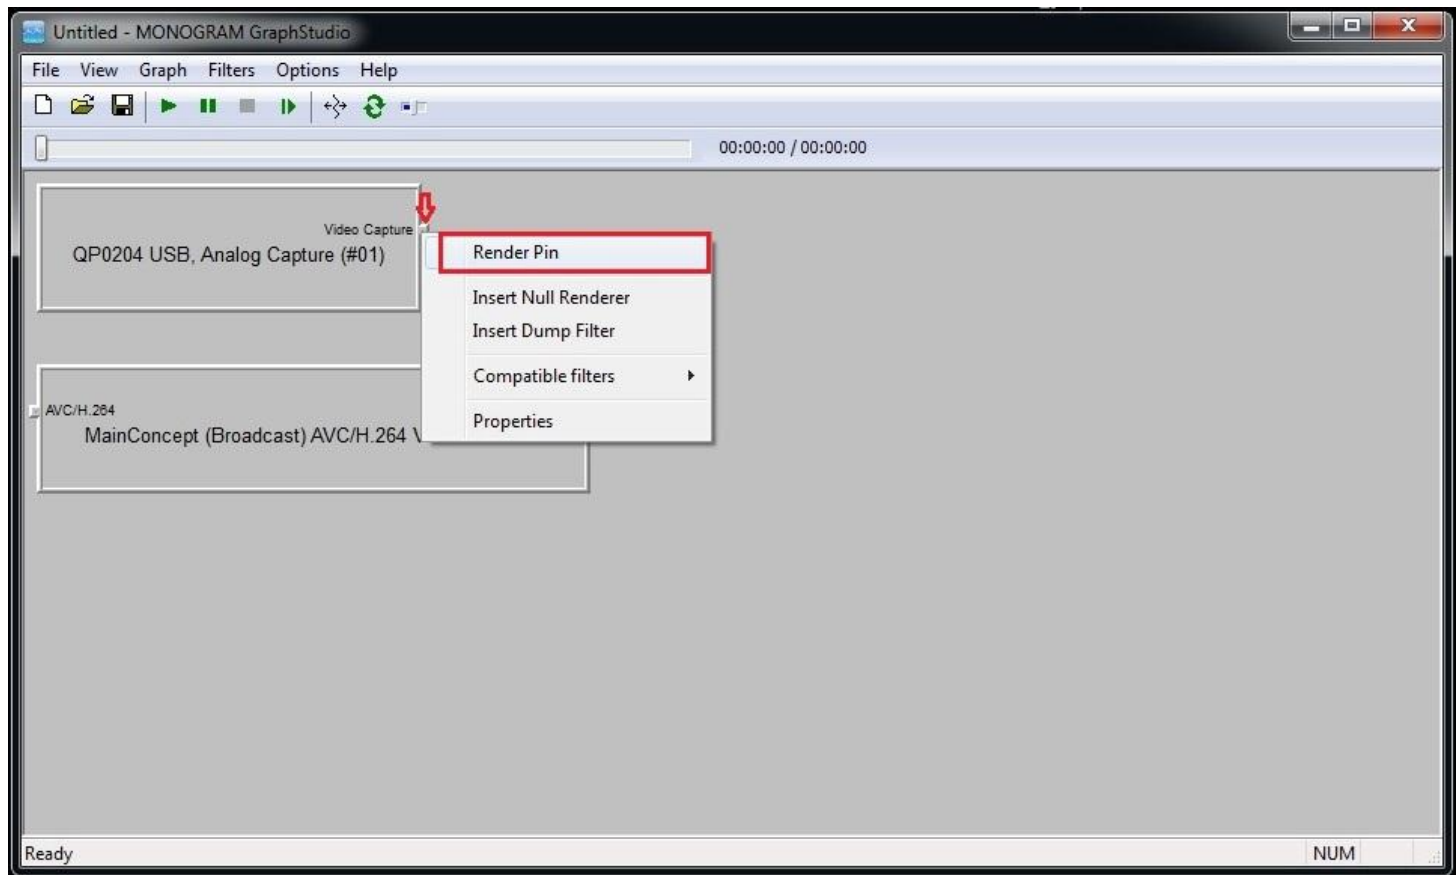 Untitled - MONOGRAM GraphStudio
File View Graph Filters Options Help
00:00:00 / 00:00:00
Video Capture
QP0204 USB, Analog Capture (#01)
Render Pin
Insert Null Renderer
Insert Dump Filter
Compatible filters
Properties
AVC/H.264
MainConcept (Broadcast) AVC/H.264
Ready
NUM